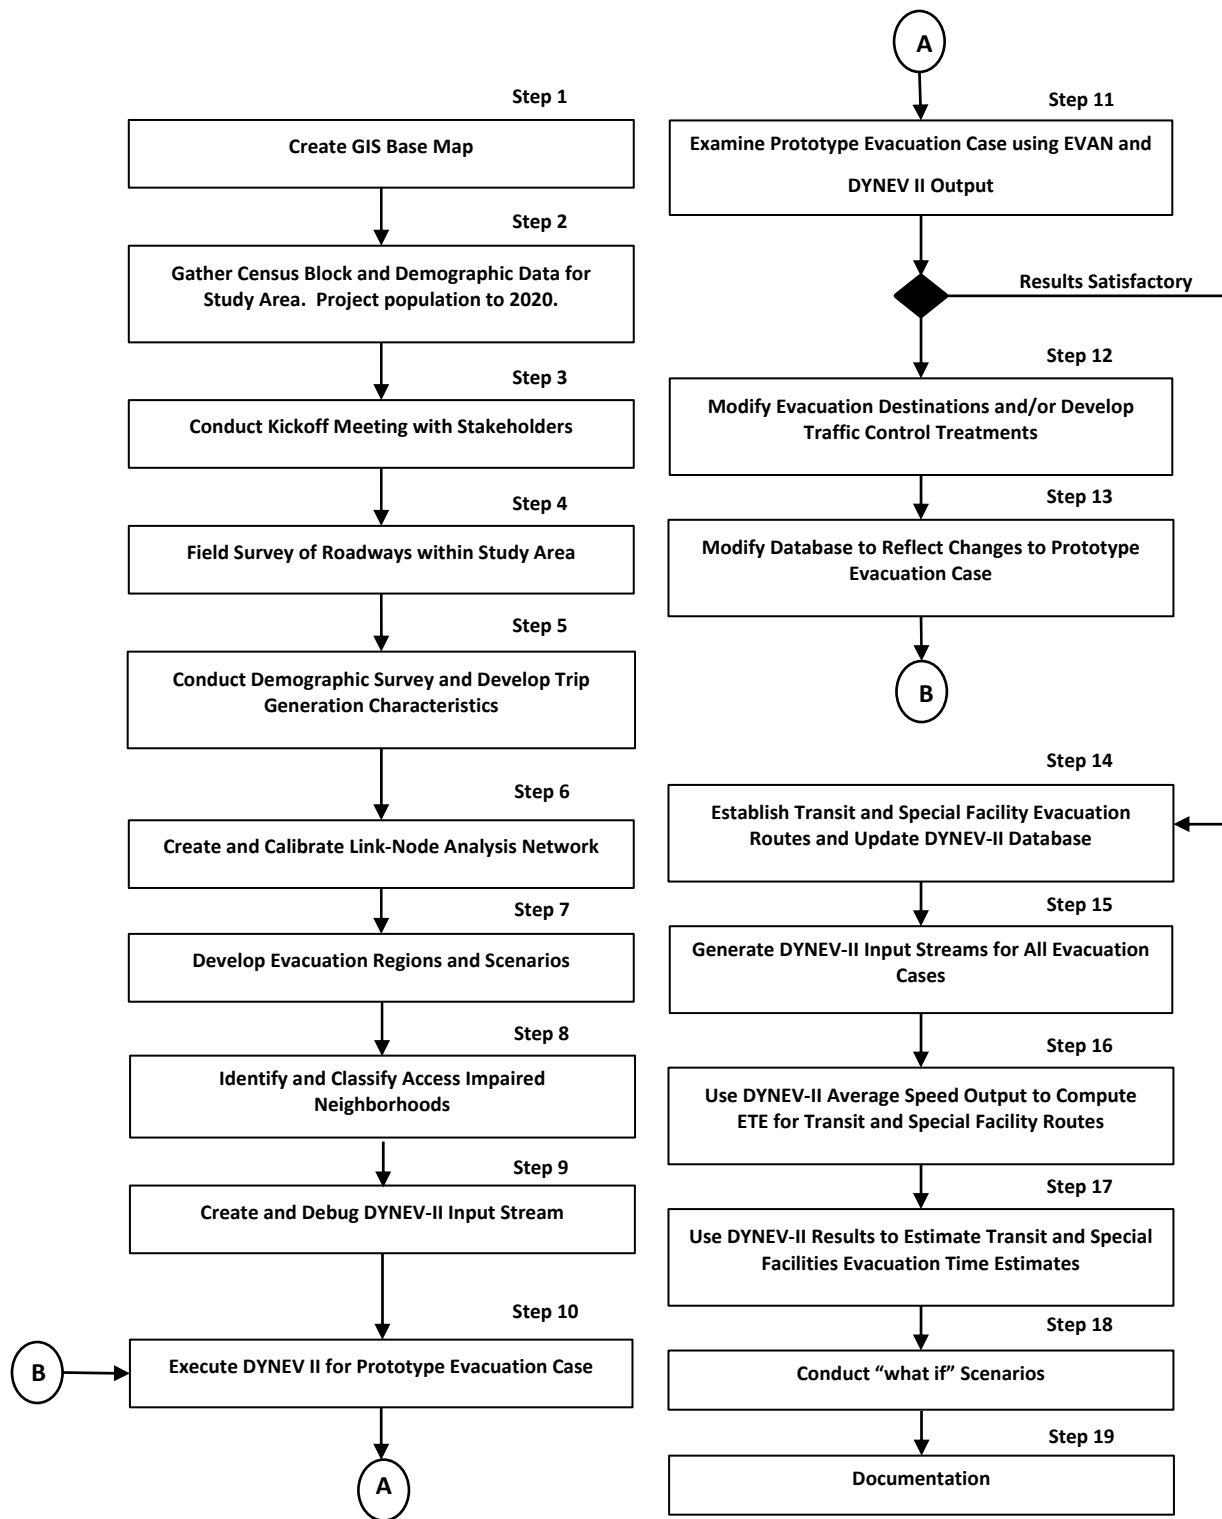 Step 1
Create GIS Base Map
Step 2
Gather Census Block and Demographic Data for
Study Area.  Project population to 2020.
Step 3
Conduct Kickoff Meeting with Stakeholders
Step 4
Field Survey of Roadways within Study Area
Step 5
Conduct Demographic Survey and Develop Trip
Generation Characteristics
Step 6
Create and Calibrate Link-Node Analysis Network
Step 7
Develop Evacuation Regions and Scenarios
Step 8
Identify and Classify Access Impaired
Neighborhoods
Step 9
Create and Debug DYNEV-II Input Stream
Step 10
B
Execute DYNEV II for Prototype Evacuation Case
A
A
Step 11
Examine Prototype Evacuation Case using EVAN and
DYNEV II Output
Results Satisfactory
Step 12
Modify Evacuation Destinations and/or Develop
Traffic Control Treatments
Step 13
Modify Database to Reflect Changes to Prototype
Evacuation Case
B
Step 14
Establish Transit and Special Facility Evacuation
Routes and Update DYNEV-II Database
Step 15
Generate DYNEV-II Input Streams for All Evacuation
Cases
Step 16
Use DYNEV-II Average Speed Output to Compute
ETE for Transit and Special Facility Routes
Step 17
Use DYNEV-II Results to Estimate Transit and Special
Facilities Evacuation Time Estimates
Step 18
Conduct “what if” Scenarios
Step 19
Documentation